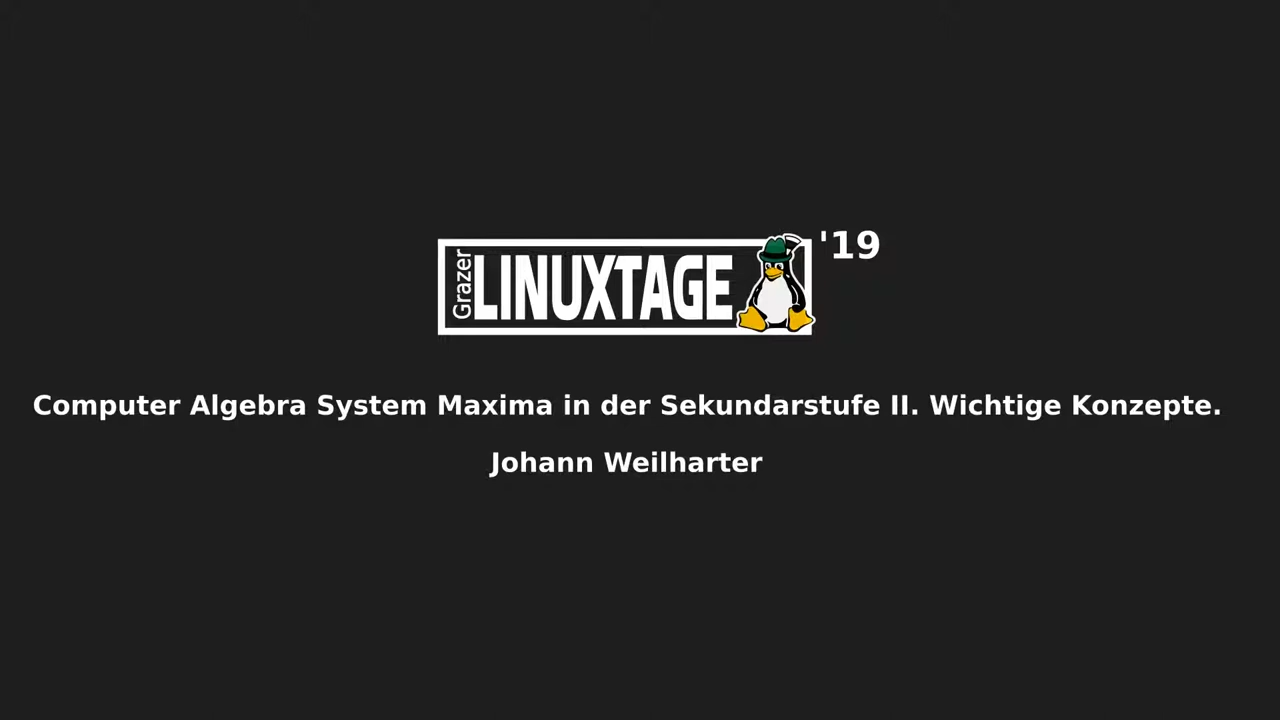 Grazer LINUXTAGE '19
Computer Algebra System Maxima in der Sekundarstufe II. Wichtige Konzepte.
Johann Weilharter